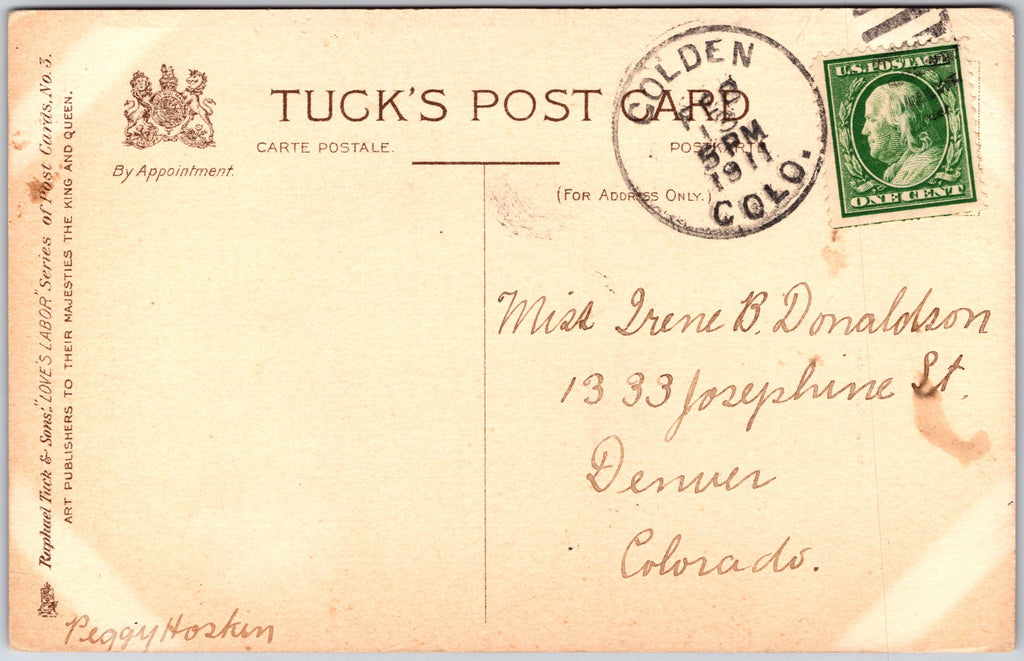 Raphael Tuck & Sons' "LOVE'S LABOR" Series of Post Cards, No. 3.
ART PUBLISHERS TO THEIR MAJESTIES THE KING AND QUEEN.
By Appointment.
TUCK'S POST CARD
CARTE POSTALE.
POSTKARTE
(FOR ADDRESS ONLY.)
GOLDEN
5 PM
1911
COLO.
U.S. POSTAGE
ONE CENT
Miss Irene B. Donaldson
1333 Josephine St.
Denver
Colorado.
Peggy Hoskin